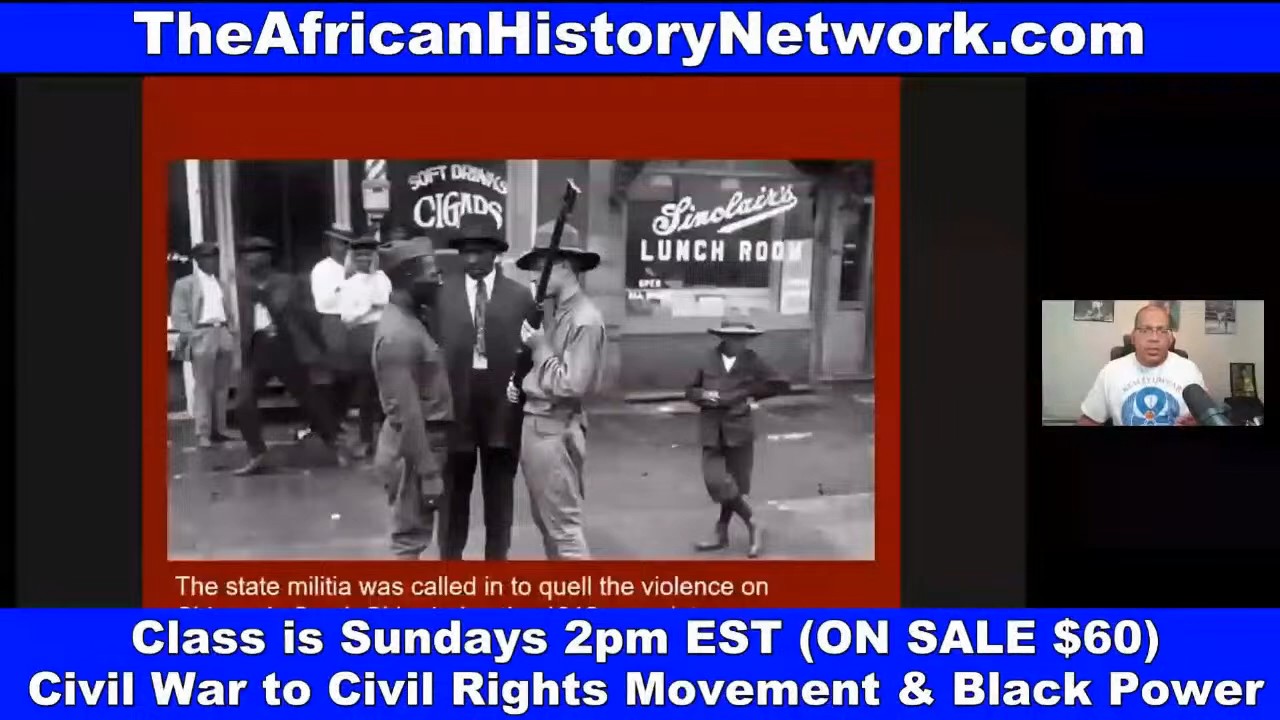 TheAfricanHistoryNetwork.com
SOFT DRINKS
CIGARS
Sinclair's
LUNCH ROOM
OPEN
The state militia was called in to quell the violence on
Class is Sundays 2pm EST (ON SALE $60)
Civil War to Civil Rights Movement & Black Power